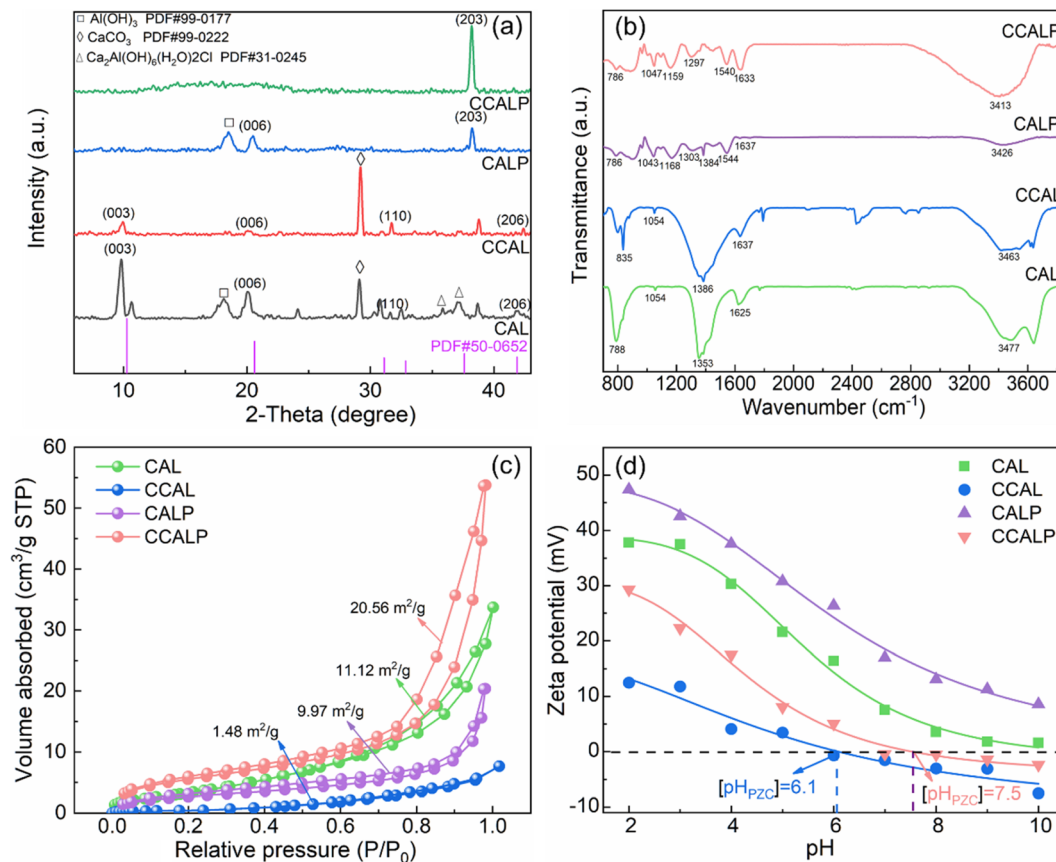 (a)
□ Al(OH)₃ PDF#99-0177
◇ CaCO₃ PDF#99-0222
△ Ca₂Al(OH)₆(H₂O)2Cl PDF#31-0245
(203)
CCALP
(203)
□
(006)
CALP
◇
(003)
(006)
(110)
(206)
CCAL
(003)
□
(006)
◇
(110)
△
△
(206)
CAL
PDF#50-0652
10
20
30
40
2-Theta (degree)
Intensity (a.u.)
(b)
CCALP
786
1047
1159
1297
1540
1633
3413
CALP
786
1043
1168
1303
1384
1544
1637
3426
CCAL
835
1054
1386
1637
3463
CAL
788
1054
1353
1625
3477
800
1200
1600
2000
2400
2800
3200
3600
Wavenumber (cm⁻¹)
Transmittance (a.u.)
(c)
CAL
CCAL
CALP
CCALP
20.56 m²/g
11.12 m²/g
9.97 m²/g
1.48 m²/g
60
50
40
30
20
10
0
0.0
0.2
0.4
0.6
0.8
1.0
Relative pressure (P/P₀)
Volume absorbed (cm³/g STP)
(d)
CAL
CCAL
CALP
CCALP
[pH_PZC]=6.1
[pH_PZC]=7.5
50
40
30
20
10
0
-10
2
4
6
8
10
pH
Zeta potential (mV)